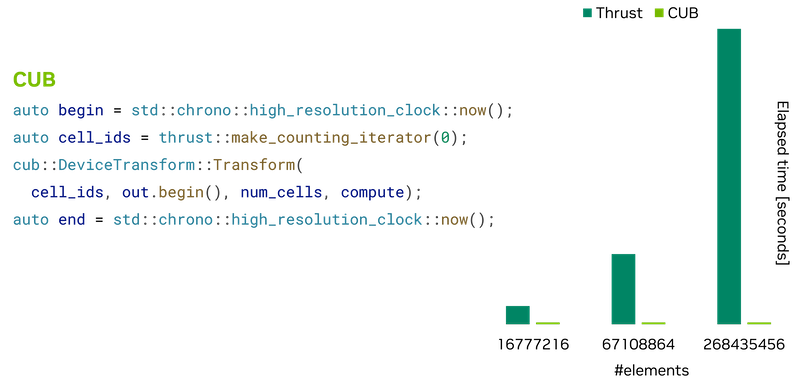 CUB
auto begin = std::chrono::high_resolution_clock::now();
auto cell_ids = thrust::make_counting_iterator(0);
cub::DeviceTransform::Transform(
  cell_ids, out.begin(), num_cells, compute);
auto end = std::chrono::high_resolution_clock::now();
Thrust CUB
Elapsed time [seconds]
16777216 67108864 268435456
#elements